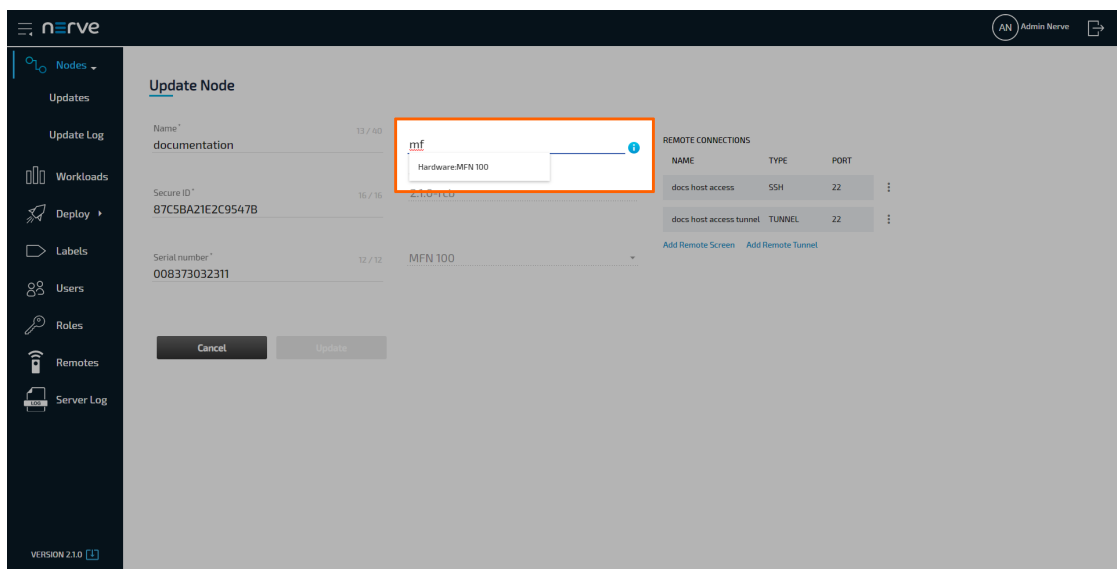 nerve
AN Admin Nerve
Nodes
Updates
Update Log
Workloads
Deploy
Labels
Users
Roles
Remotes
LOG Server Log
VERSION 2.1.0
Update Node
Name* 13 / 40
documentation
Secure ID* 16 / 16
87C5BA21E2C9547B
Serial number* 12 / 12
008373032311
Cancel Update
mf
Hardware:MFN 100
MFN 100
REMOTE CONNECTIONS
NAME TYPE PORT
docs host access SSH 22
docs host access tunnel TUNNEL 22
Add Remote Screen Add Remote Tunnel